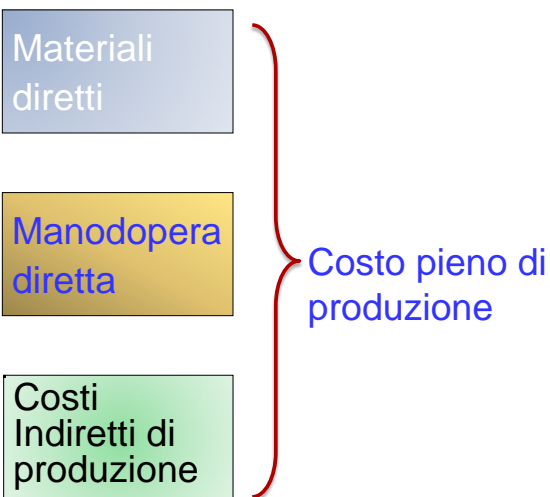 Materiali
diretti
Manodopera
diretta
Costo pieno di
produzione
Costi
Indiretti di
produzione